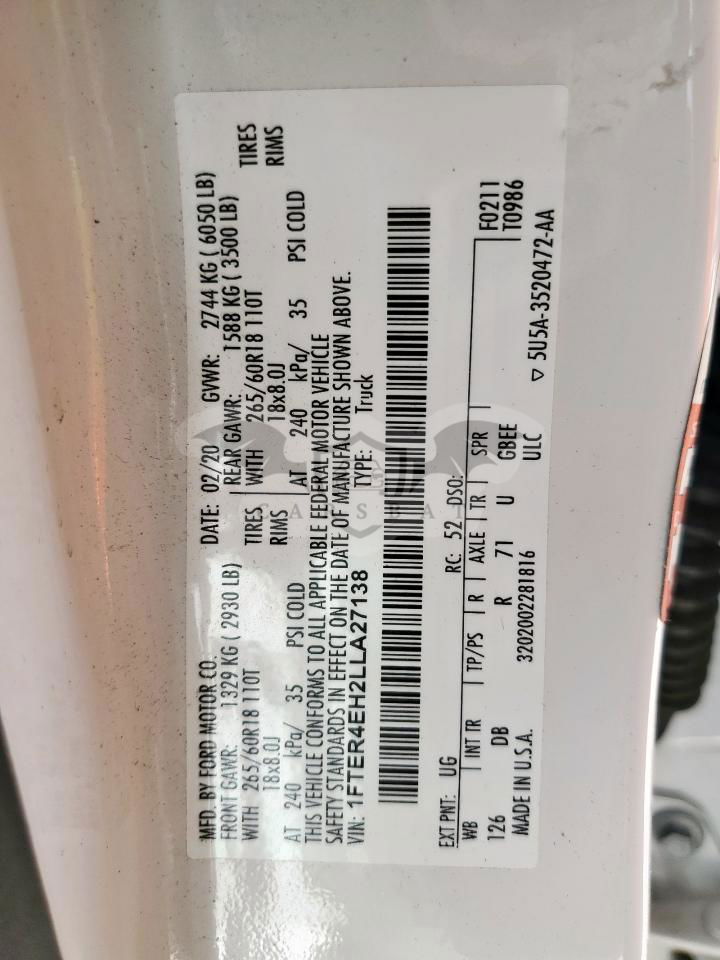 MFD. BY FORD MOTOR CO. DATE: 02/20 GVWR: 2744 KG ( 6050 LB)
FRONT GAWR: 1329 KG ( 2930 LB) REAR GAWR: 1588 KG ( 3500 LB)
WITH 265/60R18 110T TIRES WITH 265/60R18 110T TIRES
18x8.0J RIMS 18x8.0J RIMS
AT 240 kPa/ 35 PSI COLD AT 240 kPa/ 35 PSI COLD
THIS VEHICLE CONFORMS TO ALL APPLICABLE FEDERAL MOTOR VEHICLE
SAFETY STANDARDS IN EFFECT ON THE DATE OF MANUFACTURE SHOWN ABOVE.
VIN: 1FTER4EH2LLA27138 TYPE: Truck
EXT PNT: UG RC: 52 DSO: F0211
WB INT TR TP/PS R AXLE TR SPR T0986
126 DB R 71 U GBEE
MADE IN U.S.A. 3202002281816 ULC
▽ 5U5A-3520472-AA
CARSBAT